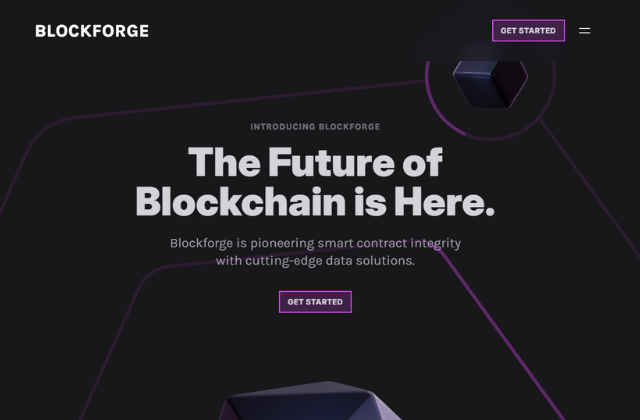 BLOCKFORGE
GET STARTED
INTRODUCING BLOCKFORGE
The Future of
Blockchain is Here.
Blockforge is pioneering smart contract integrity
with cutting-edge data solutions.
GET STARTED